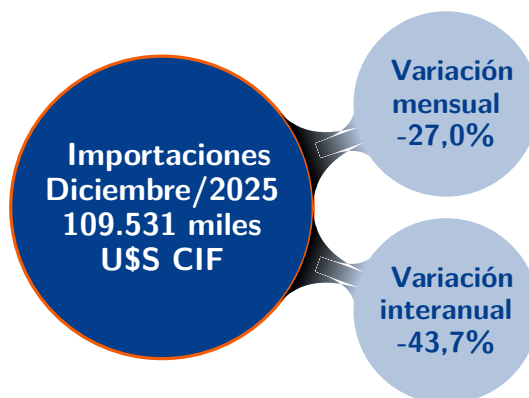 Importaciones
Diciembre/2025
109.531 miles
U$S CIF
Variación
mensual
-27,0%
Variación
interanual
-43,7%